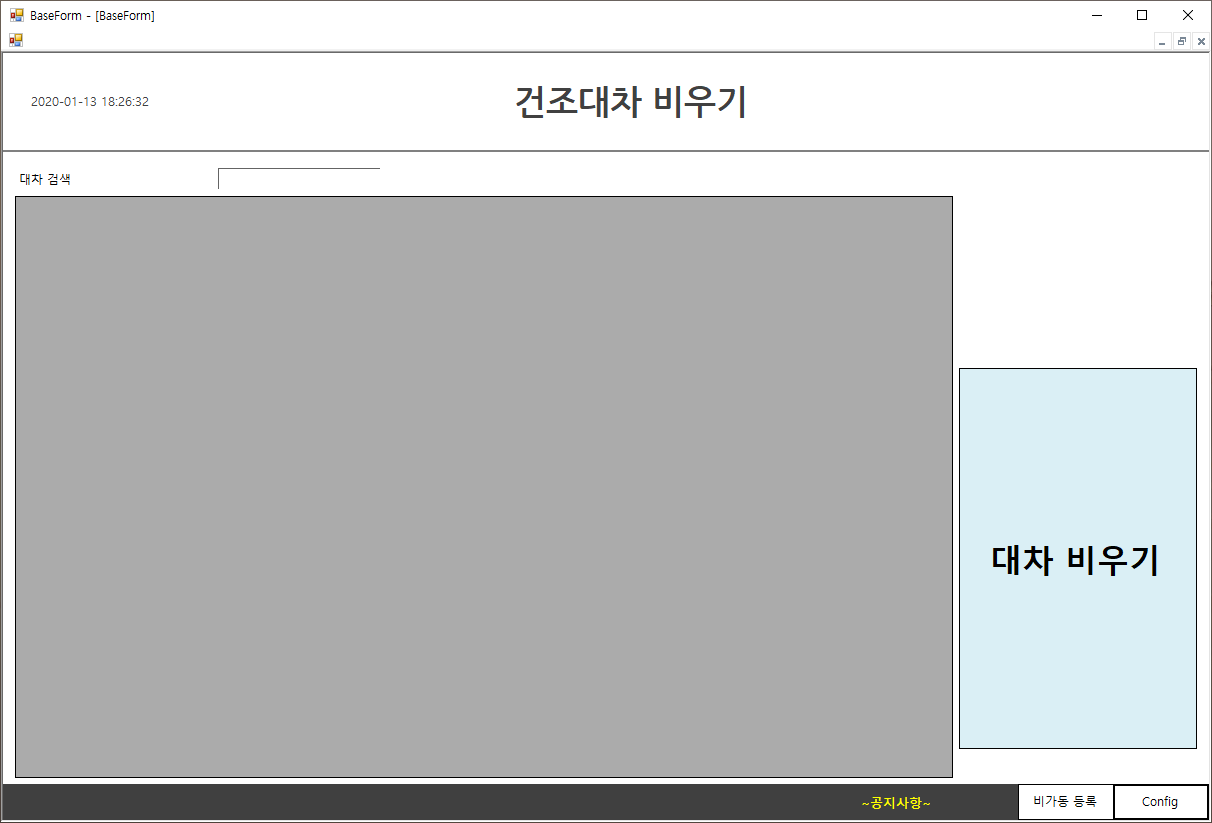 BaseForm - [BaseForm]
2020-01-13 18:26:32
건조대차 비우기
대차 검색
대차 비우기
~공지사항~
비가동 등록
Config